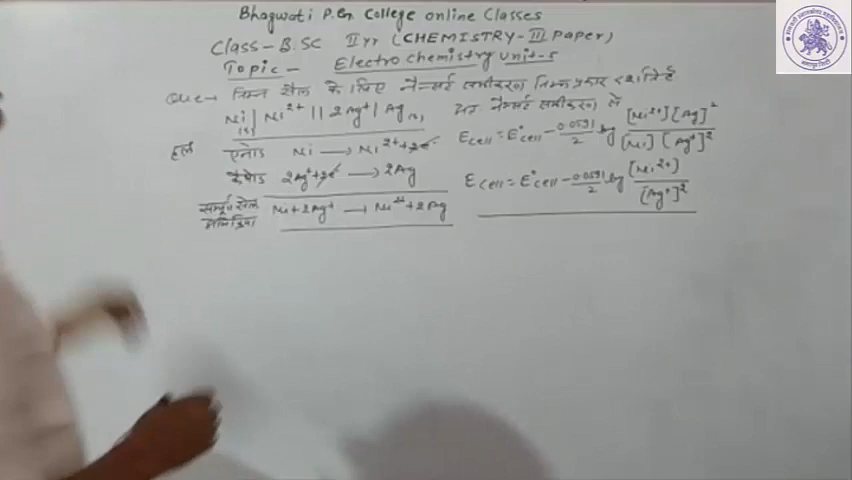 Bhagwati P.G. College online Classes
Class-B.SC IIyr (CHEMISTRY-III Paper)
Topic - Electrochemistry unit-5
Que → निम्न सैल के लिए नैन्सर्ट समीकरण निम्न प्रकार दर्शाते है
Ni(s)| Ni2+ || 2Ag+| Ag(s) नैन्सर्ट समीकरण से
हल एनोड Ni → Ni2+ + 2e-
Ecell = E°cell - 0.0591/2 log [Ni2+][Ag]2/[Ni][Ag+]2
कैथोड 2Ag+ + 2e- → 2Ag
Ecell = E°cell - 0.0591/2 log [Ni2+]/[Ag+]2
सम्पूर्ण सेल अभिक्रिया Ni + 2Ag+ → Ni2+ + 2Ag